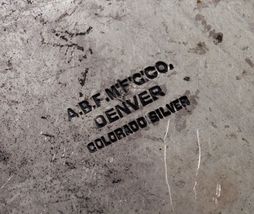 A.B.F. M'F'G. CO.
DENVER
COLORADO SILVER